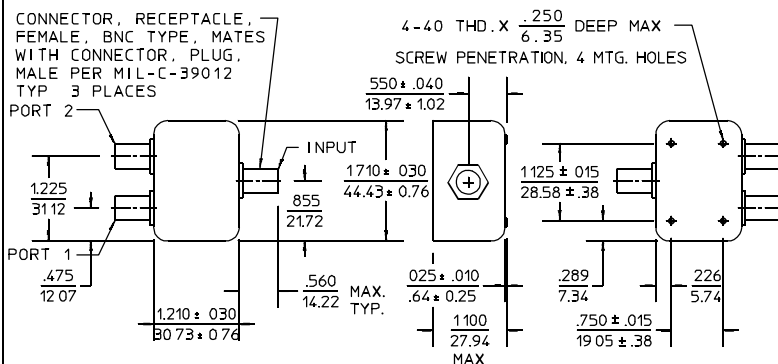 CONNECTOR, RECEPTACLE,
FEMALE, BNC TYPE, MATES
WITH CONNECTOR, PLUG,
MALE PER MIL-C-39012
TYP 3 PLACES
PORT 2
INPUT
PORT 1
4-40 THD. X .250 DEEP MAX
6.35
SCREW PENETRATION, 4 MTG. HOLES
550 ± .040
13.97 ± 1.02
1.225
31 12
1 710 ± 030
44.43 ± 0.76
855
21.72
1 125 ± 015
28.58 ± .38
.475
12 07
.560 MAX.
14.22 TYP.
025 ± .010
.64 ± 0.25
.289
7.34
226
5.74
1.210 ± 030
30 73 ± 0 76
1 100
27.94
MAX
.750 ± .015
19 05 ± .38